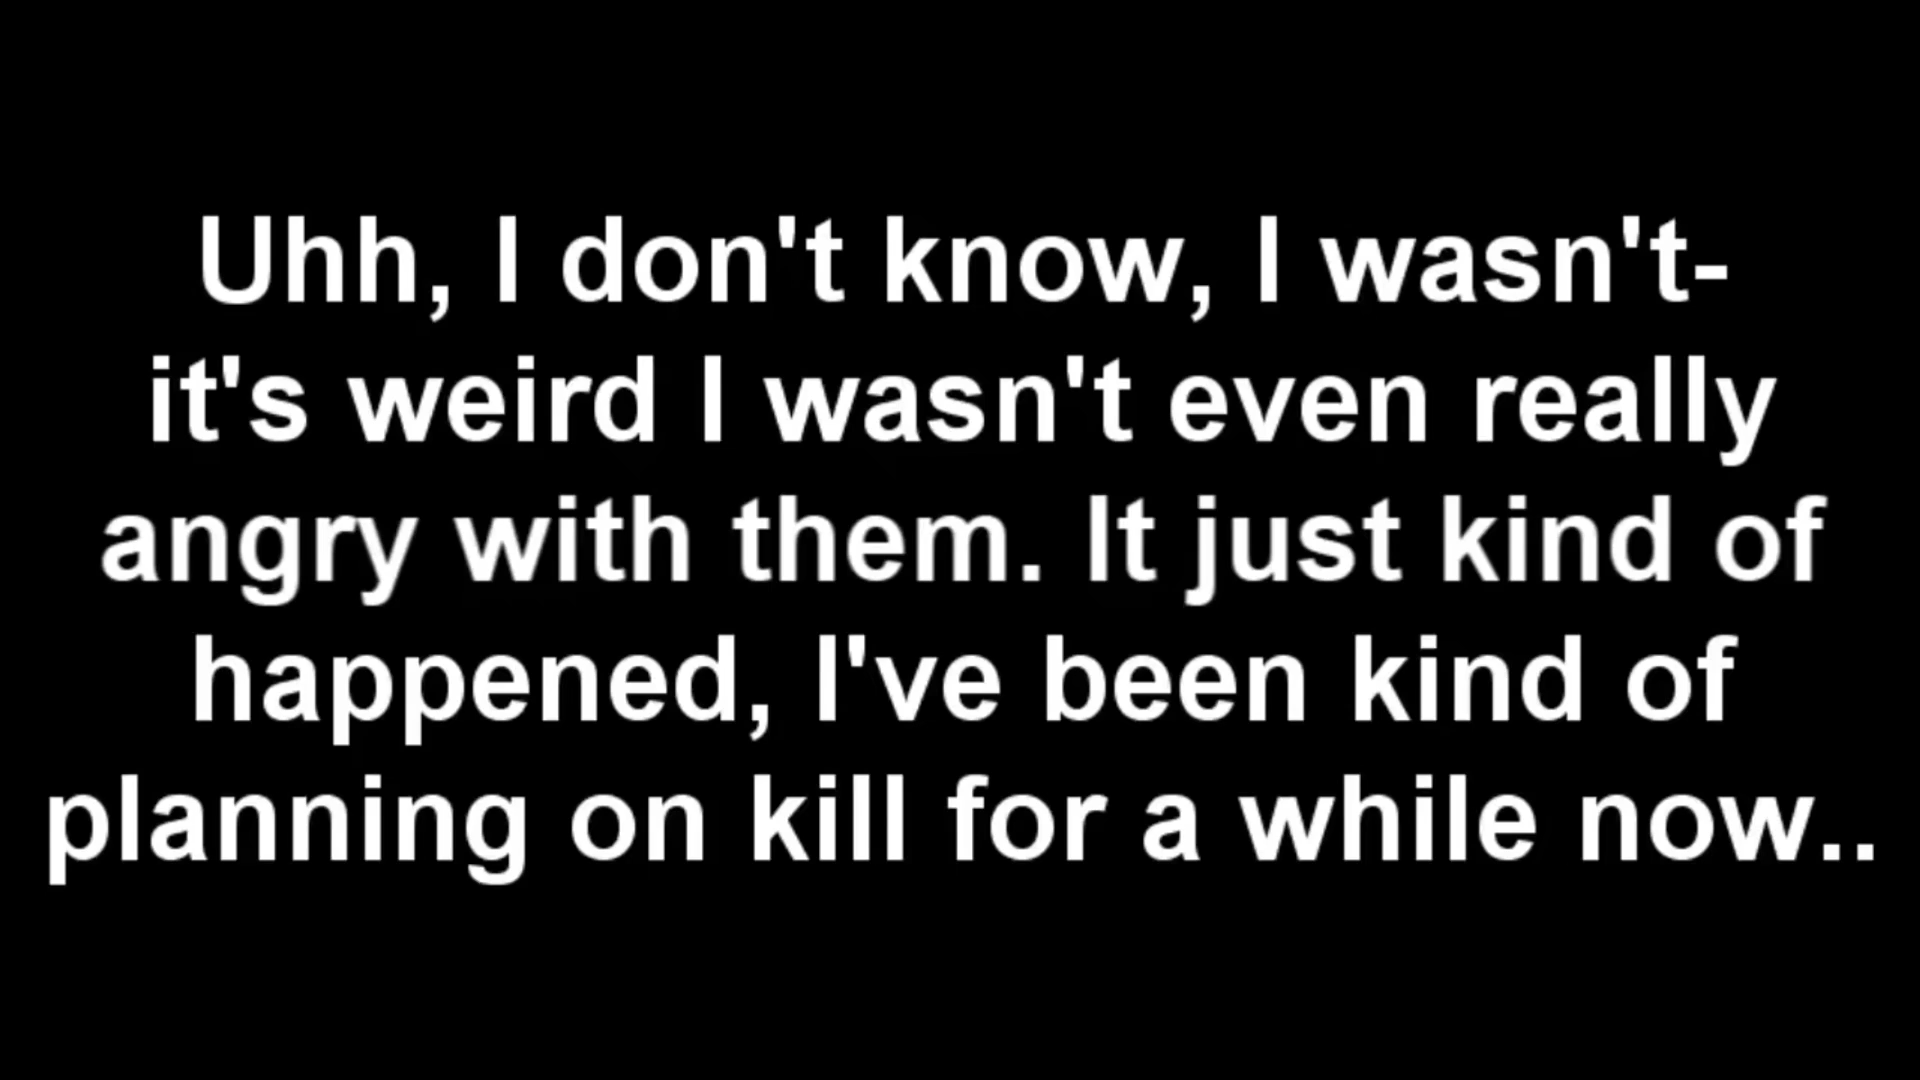 Uhh, I don't know, I wasn't-
it's weird I wasn't even really
angry with them. It just kind of
happened, I've been kind of
planning on kill for a while now..